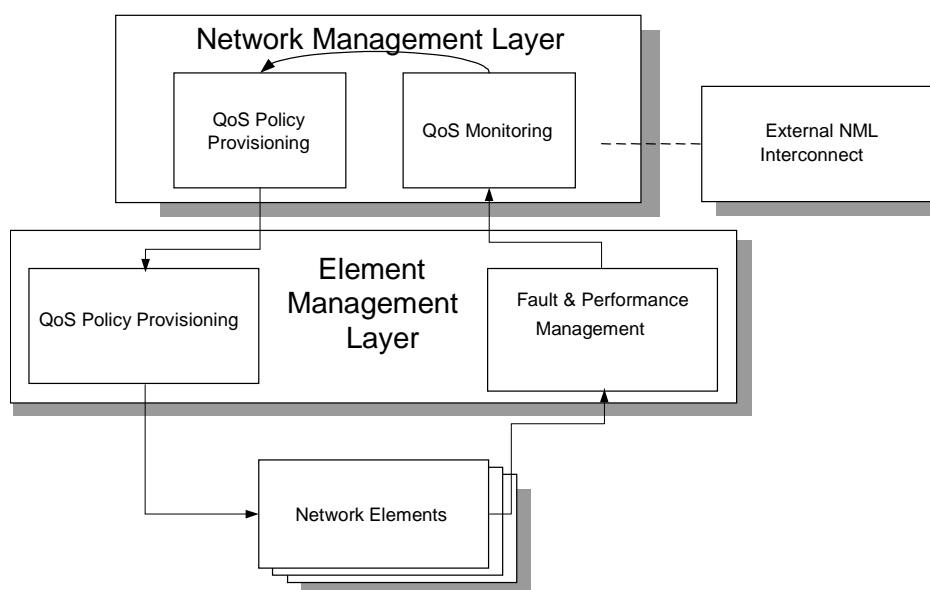 Network Management Layer
QoS Policy
Provisioning
QoS Monitoring
External NML
Interconnect
Element
Management
Layer
QoS Policy Provisioning
Fault & Performance
Management
Network Elements